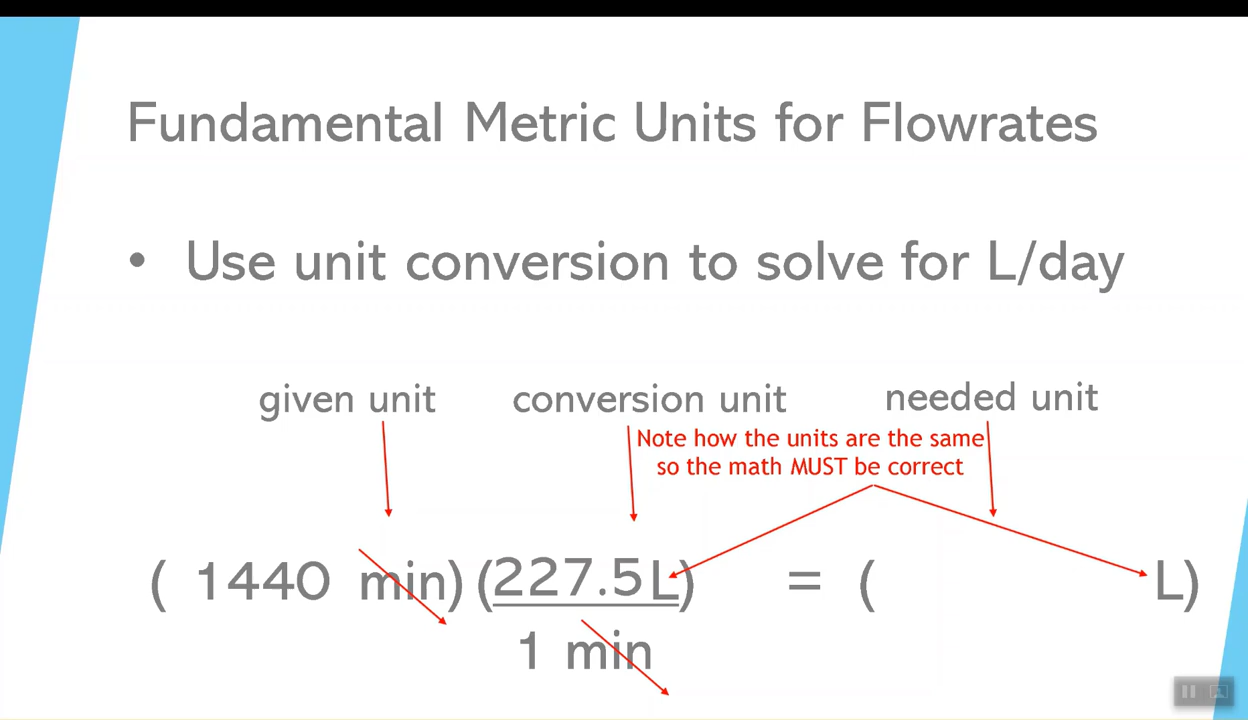 Fundamental Metric Units for Flowrates
• Use unit conversion to solve for L/day
given unit conversion unit needed unit
Note how the units are the same
so the math MUST be correct
( 1440 min) (227.5L) = ( L)
1 min